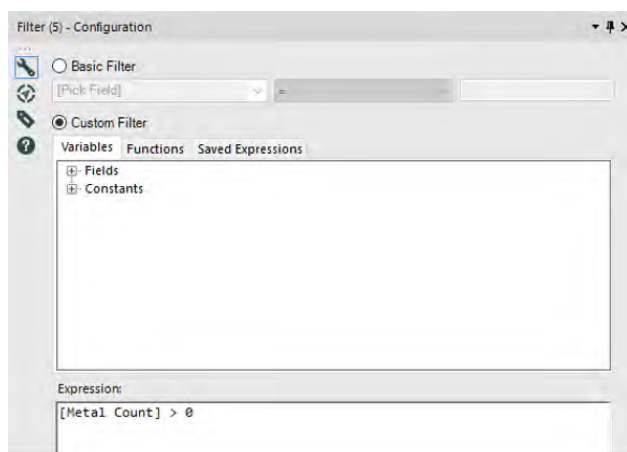 Filter (5) - Configuration
Basic Filter
[Pick Field] =
Custom Filter
Variables Functions Saved Expressions
Fields
Constants
Expression:
[Metal Count] > 0